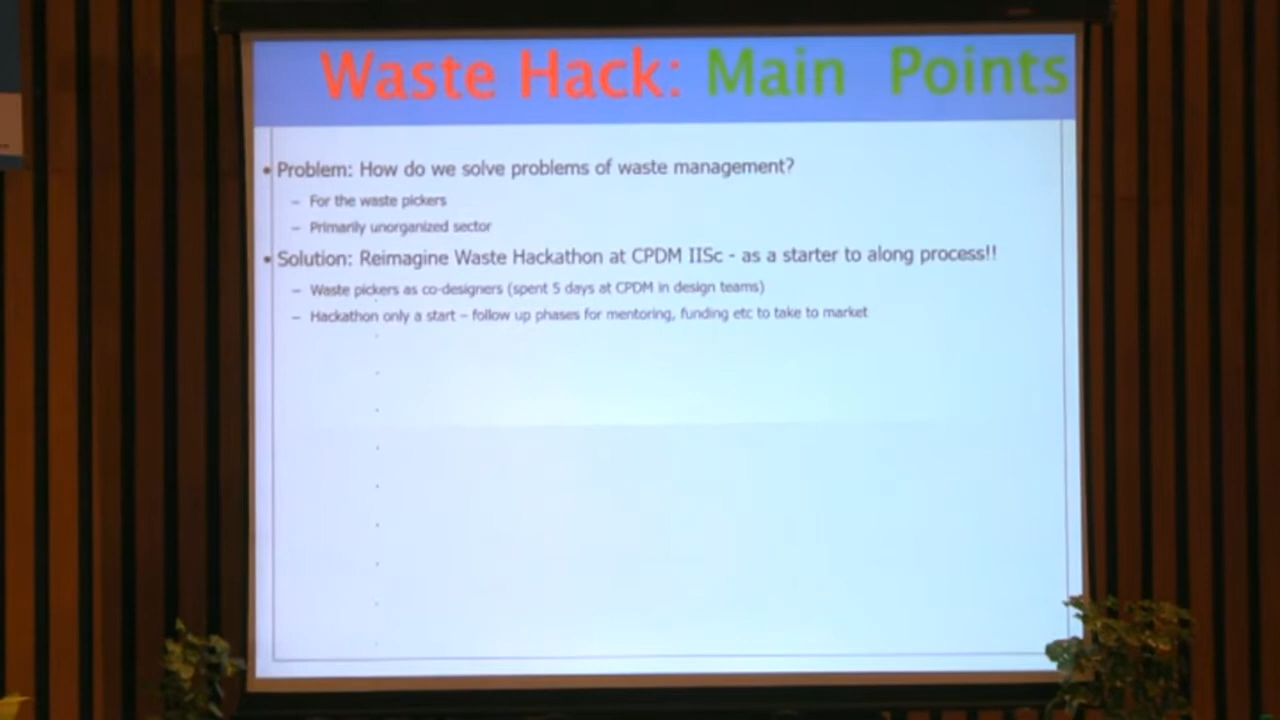 Waste Hack: Main Points
• Problem: How do we solve problems of waste management?
– For the waste pickers
– Primarily unorganized sector
• Solution: Reimagine Waste Hackathon at CPDM IISc - as a starter to along process!!
– Waste pickers as co-designers (spent 5 days at CPDM in design teams)
– Hackathon only a start – follow up phases for mentoring, funding etc to take to market